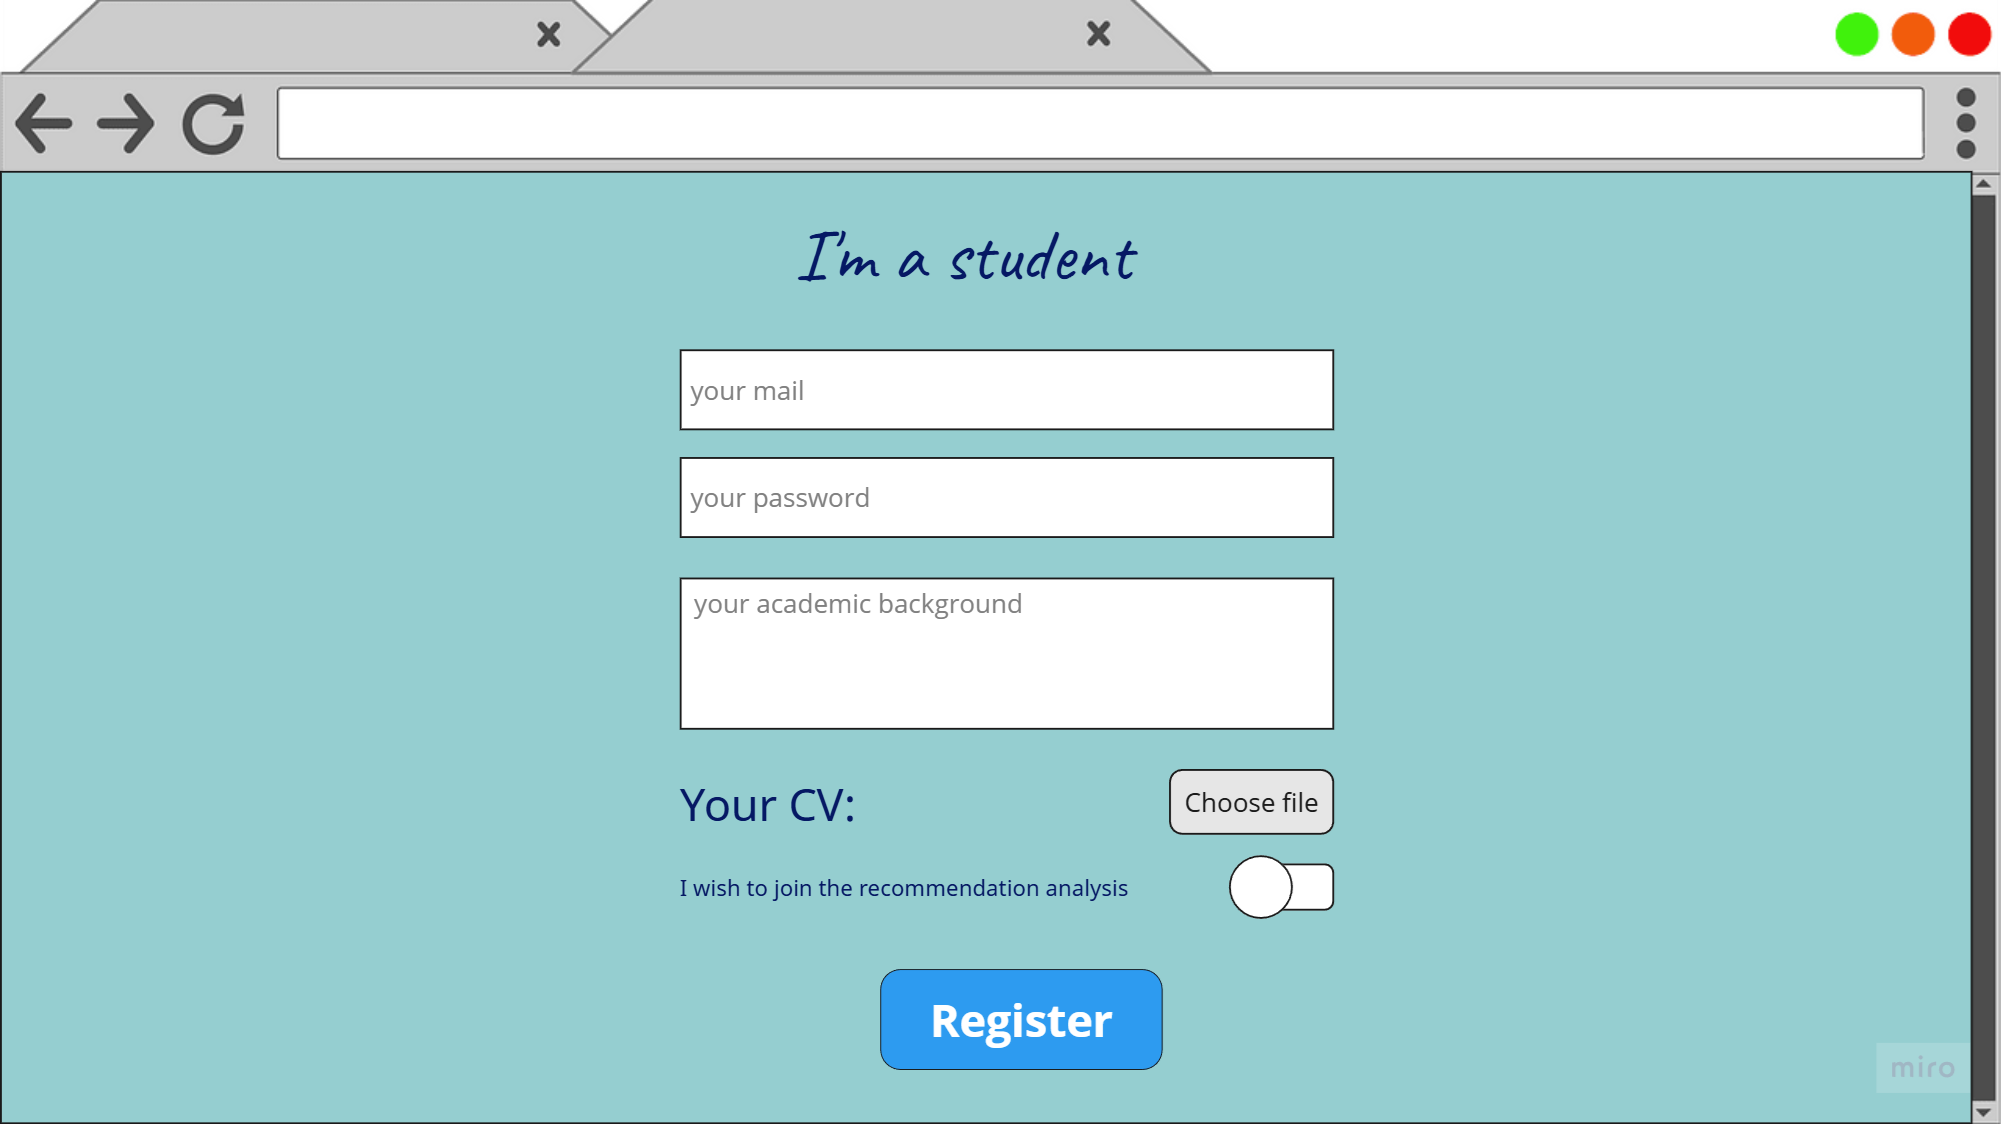 I'm a student
your mail
your password
your academic background
Your CV:
Choose file
I wish to join the recommendation analysis
Register
miro